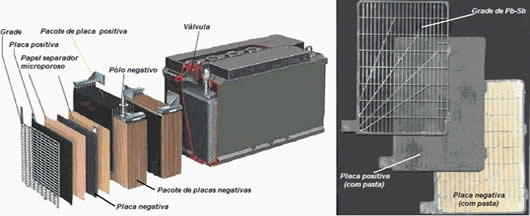 Pacote de placa positiva
Válvula
Grade
Placa positiva
Papel separador
microporoso
Pòlo negativo
Pacote de placas negativas
Placa negativa
Grade de Pb-Sb
Placa positiva
(com pasta)
Placa negativa
(com pasta)